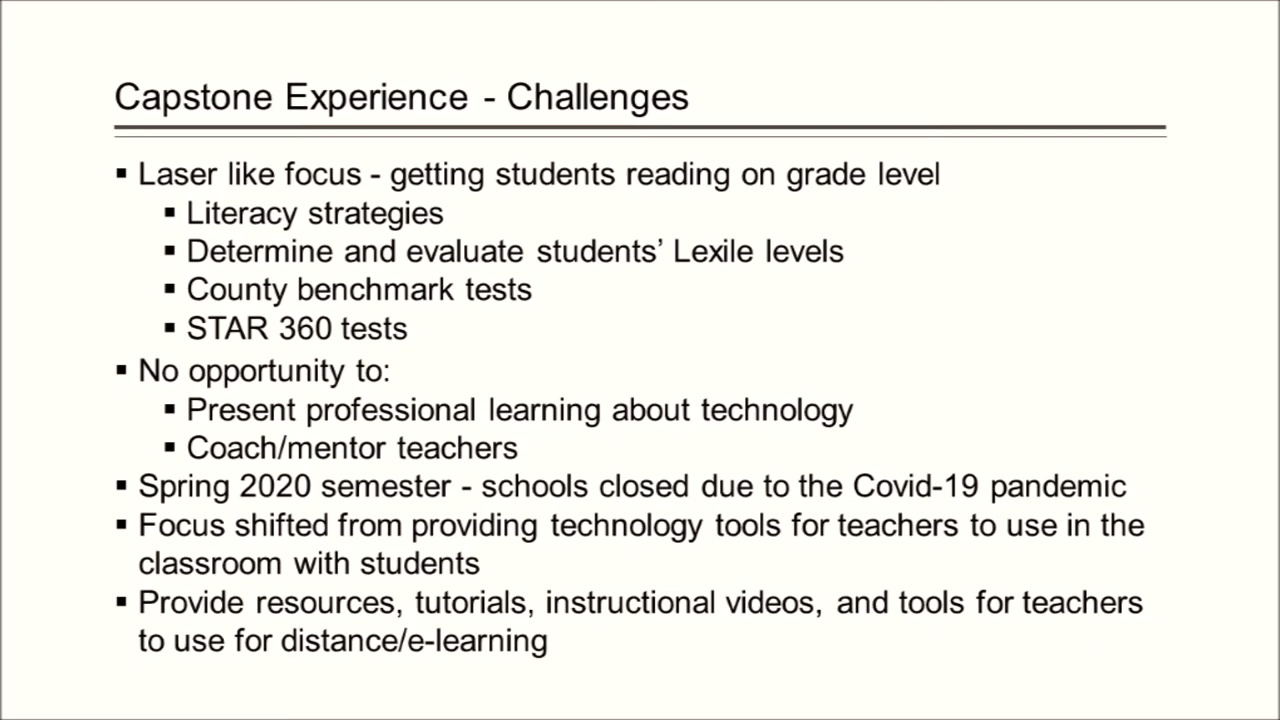 Capstone Experience - Challenges
▪ Laser like focus - getting students reading on grade level
▪ Literacy strategies
▪ Determine and evaluate students’ Lexile levels
▪ County benchmark tests
▪ STAR 360 tests
▪ No opportunity to:
▪ Present professional learning about technology
▪ Coach/mentor teachers
▪ Spring 2020 semester - schools closed due to the Covid-19 pandemic
▪ Focus shifted from providing technology tools for teachers to use in the
classroom with students
▪ Provide resources, tutorials, instructional videos, and tools for teachers
to use for distance/e-learning